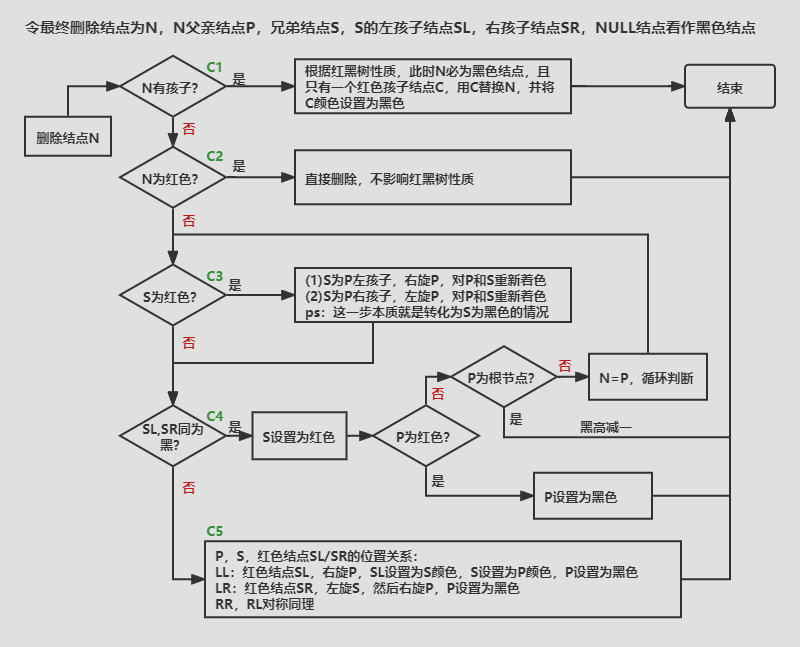 令最终删除结点为N，N父亲结点P，兄弟结点S，S的左孩子结点SL，右孩子结点SR，NULL结点看作黑色结点
C1
N有孩子?
是
根据红黑树性质，此时N必为黑色结点，且
只有一个红色孩子结点C，用C替换N，并将
C颜色设置为黑色
结束
删除结点N
否
C2
N为红色?
是
直接删除，不影响红黑树性质
否
C3
S为红色?
是
(1)S为P左孩子，右旋P，对P和S重新着色
(2)S为P右孩子，左旋P，对P和S重新着色
ps：这一步本质就是转化为S为黑色的情况
否
P为根节点?
否
N=P，循环判断
否
是
黑高减一
C4
SL,SR同为
黑?
是
S设置为红色
P为红色?
是
P设置为黑色
否
C5
P，S，红色结点SL/SR的位置关系：
LL：红色结点SL，右旋P，SL设置为S颜色，S设置为P颜色，P设置为黑色
LR：红色结点SR，左旋S，然后右旋P，P设置为黑色
RR，RL对称同理